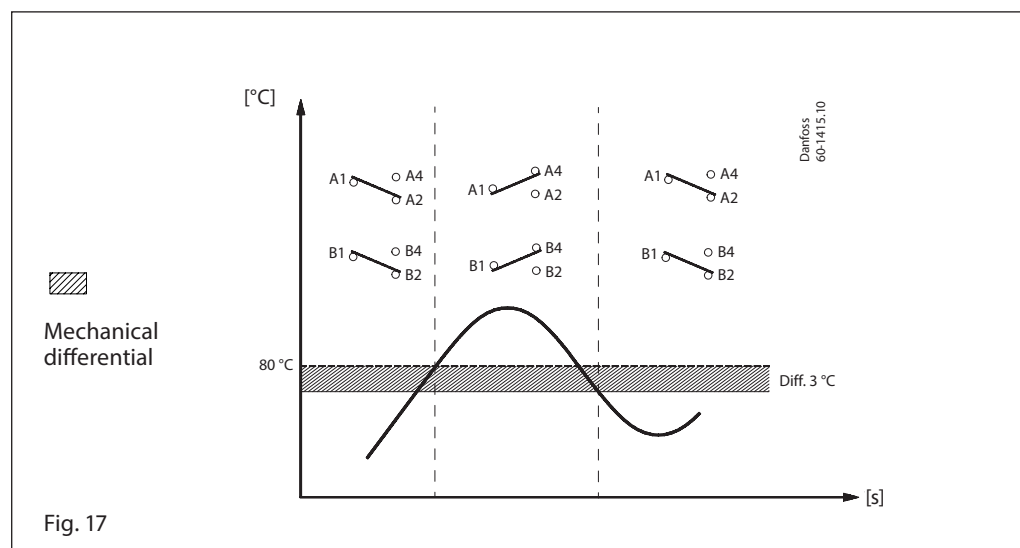 [°C]
Danfoss
60-1415.10
A1
A4
A2
A1
A4
A2
A1
A4
A2
B1
B4
B2
B1
B4
B2
B1
B4
B2
Mechanical
differential
80 °C
Diff. 3 °C
[s]
Fig. 17